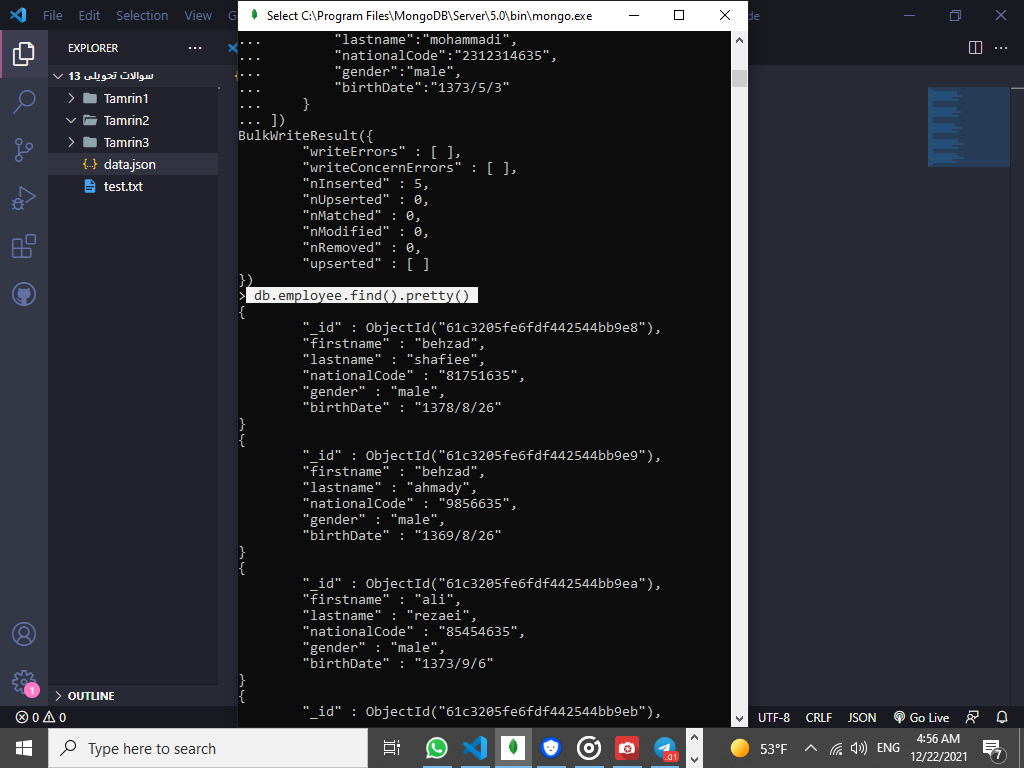 File Edit Selection View G
Select C:\Program Files\MongoDB\Server\5.0\bin\mongo.exe
de
EXPLORER
سوالات تحویلی 13
Tamrin1
Tamrin2
Tamrin3
data.json
test.txt
OUTLINE
1
... "lastname":"mohammadi",
... "nationalCode":"2312314635",
... "gender":"male",
... "birthDate":"1373/5/3"
... }
... ])
BulkWriteResult({
"writeErrors" : [ ],
"writeConcernErrors" : [ ],
"nInserted" : 5,
"nUpserted" : 0,
"nMatched" : 0,
"nModified" : 0,
"nRemoved" : 0,
"upserted" : [ ]
})
> db.employee.find().pretty()
{
"_id" : ObjectId("61c3205fe6fdf442544bb9e8"),
"firstname" : "behzad",
"lastname" : "shafiee",
"nationalCode" : "81751635",
"gender" : "male",
"birthDate" : "1378/8/26"
}
{
"_id" : ObjectId("61c3205fe6fdf442544bb9e9"),
"firstname" : "behzad",
"lastname" : "ahmady",
"nationalCode" : "9856635",
"gender" : "male",
"birthDate" : "1369/8/26"
}
{
"_id" : ObjectId("61c3205fe6fdf442544bb9ea"),
"firstname" : "ali",
"lastname" : "rezaei",
"nationalCode" : "85454635",
"gender" : "male",
"birthDate" : "1373/9/6"
}
{
"_id" : ObjectId("61c3205fe6fdf442544bb9eb"),
0 0
UTF-8 CRLF JSON Go Live
Type here to search
.01
53°F
ENG
4:56 AM
12/22/2021
7